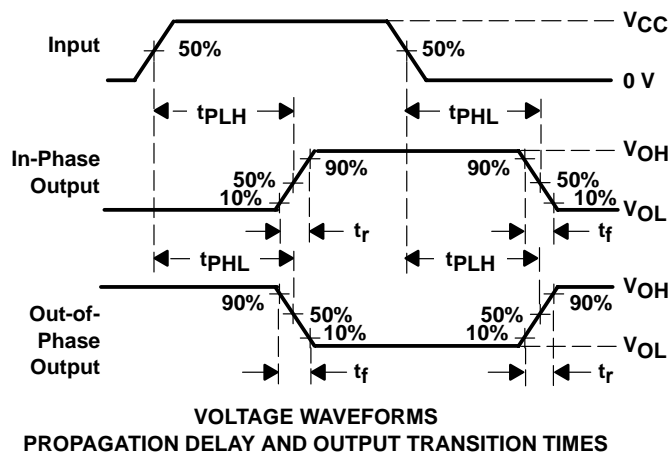 VCC
Input
50%
50%
0 V
tPLH
tPHL
In-Phase
Output
VOH
90%
90%
50%
50%
10%
10%
VOL
tr
tf
tPHL
tPLH
Out-of-
Phase
Output
VOH
90%
90%
50%
50%
10%
10%
VOL
tf
tr
VOLTAGE WAVEFORMS
PROPAGATION DELAY AND OUTPUT TRANSITION TIMES